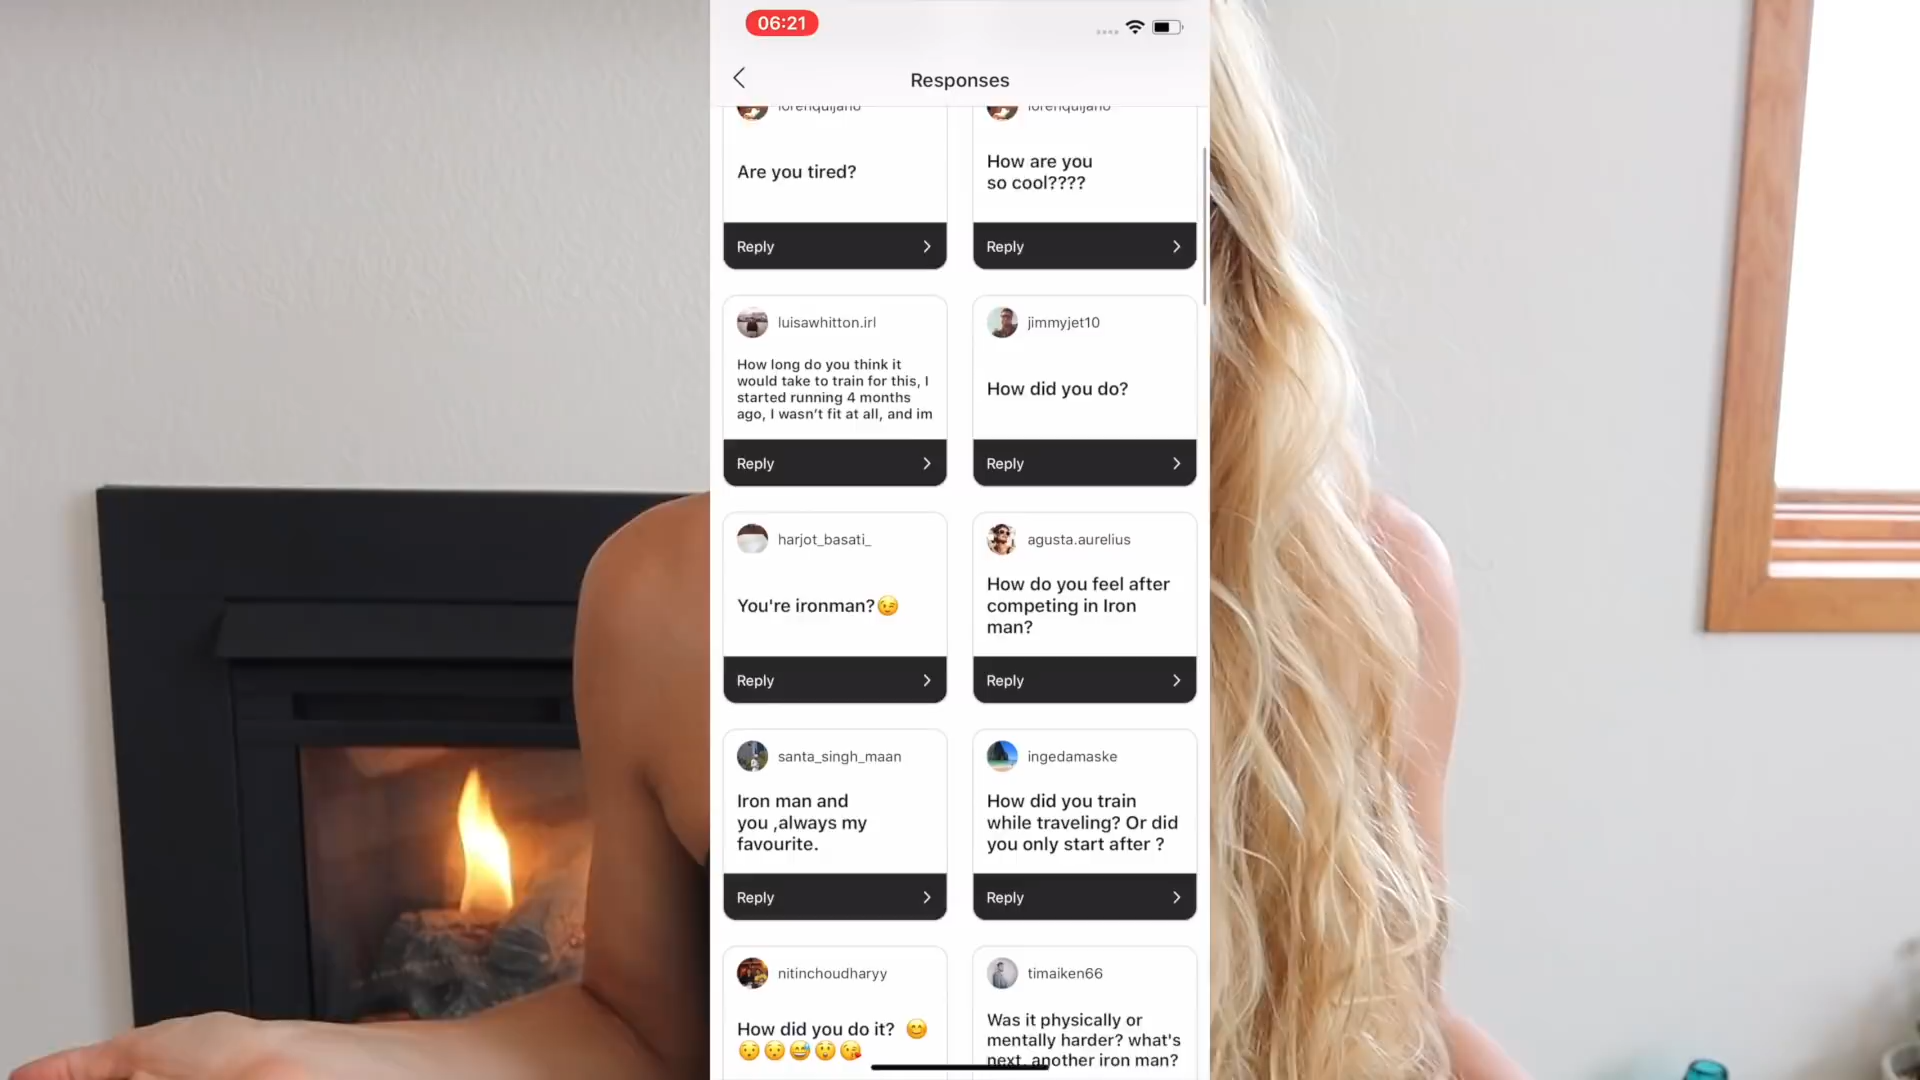 06:21
Responses
lorenquijano
lorenquijano
Are you tired?
How are you
so cool????
Reply
Reply
luisawhitton.irl
How long do you think it
would take to train for this, I
started running 4 months
ago, I wasn't fit at all, and im
Reply
jimmyjet10
How did you do?
Reply
harjot_basati_
You're ironman?😉
Reply
agusta.aurelius
How do you feel after
competing in Iron
man?
Reply
santa_singh_maan
Iron man and
you ,always my
favourite.
Reply
ingedamaske
How did you train
while traveling? Or did
you only start after ?
Reply
nitinchoudharyy
How did you do it? 😊
😯😯😅😲😘
timaiken66
Was it physically or
mentally harder? what's
next, another iron man?